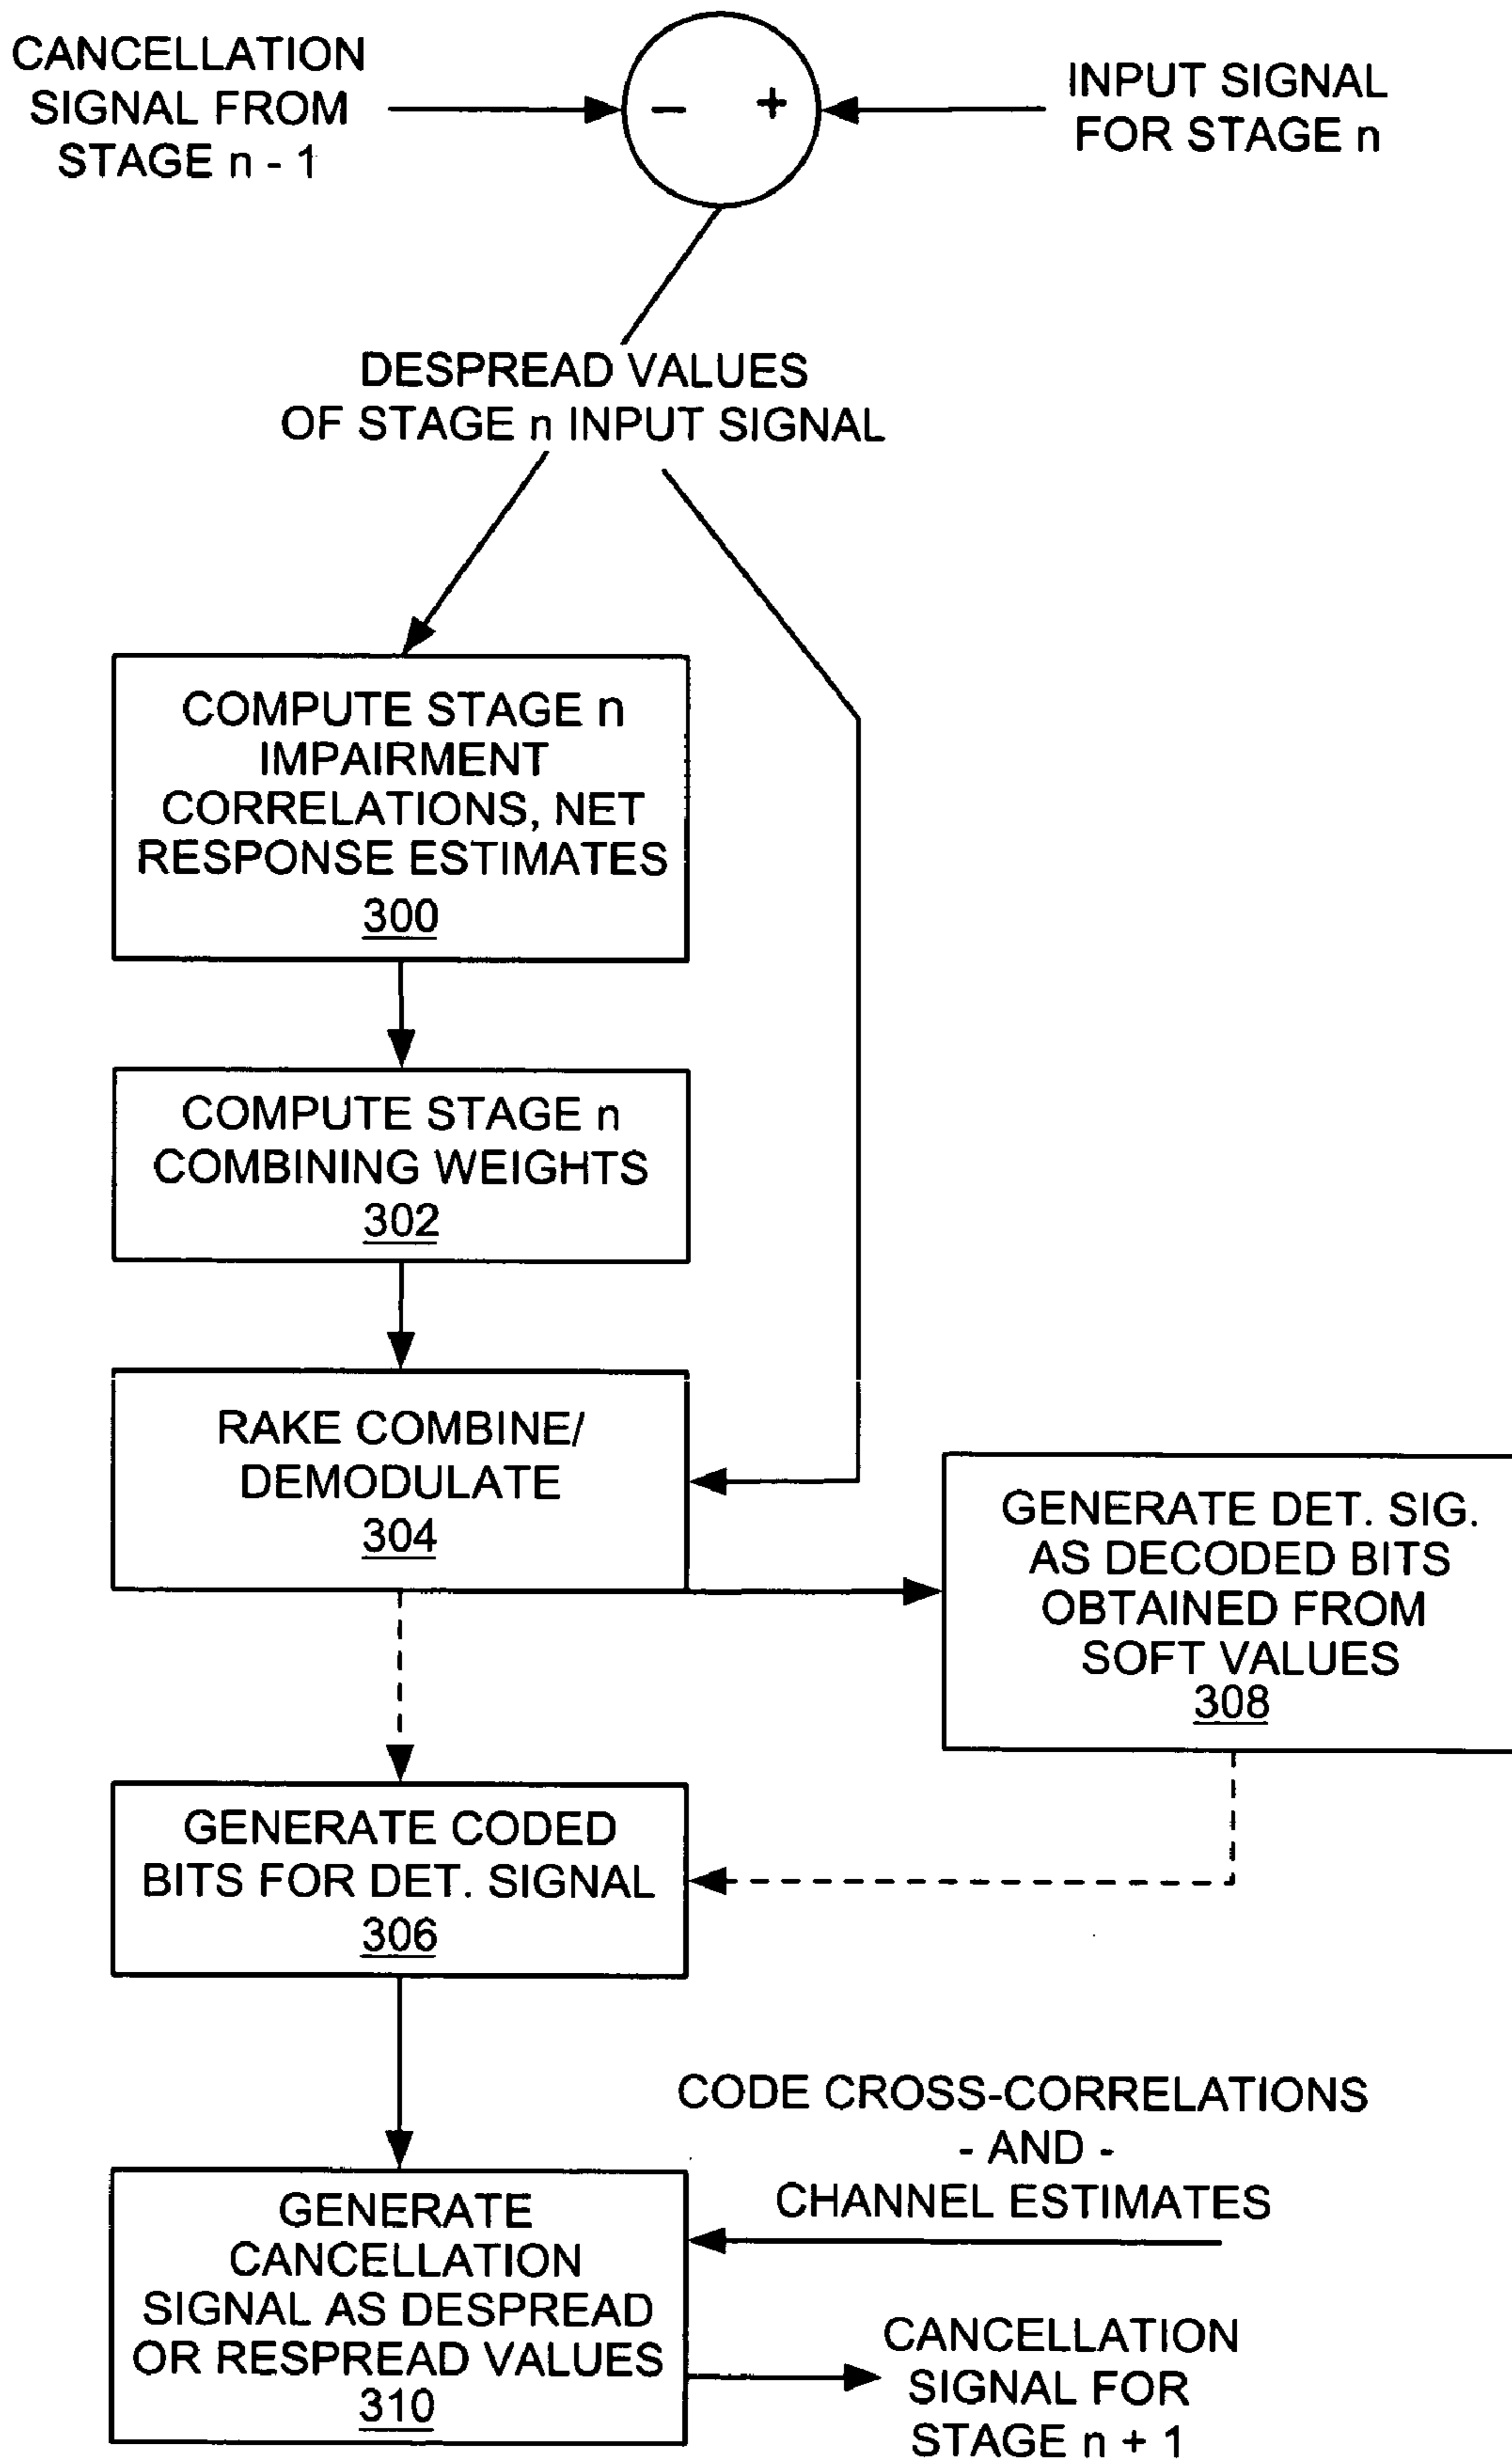 CANCELLATION
SIGNAL FROM
STAGE n - 1
- +
INPUT SIGNAL
FOR STAGE n
DESPREAD VALUES
OF STAGE n INPUT SIGNAL
COMPUTE STAGE n
IMPAIRMENT
CORRELATIONS, NET
RESPONSE ESTIMATES
300
COMPUTE STAGE n
COMBINING WEIGHTS
302
RAKE COMBINE/
DEMODULATE
304
GENERATE DET. SIG.
AS DECODED BITS
OBTAINED FROM
SOFT VALUES
308
GENERATE CODED
BITS FOR DET. SIGNAL
306
CODE CROSS-CORRELATIONS
- AND -
CHANNEL ESTIMATES
GENERATE
CANCELLATION
SIGNAL AS DESPREAD
OR RESPREAD VALUES
310
CANCELLATION
SIGNAL FOR
STAGE n + 1